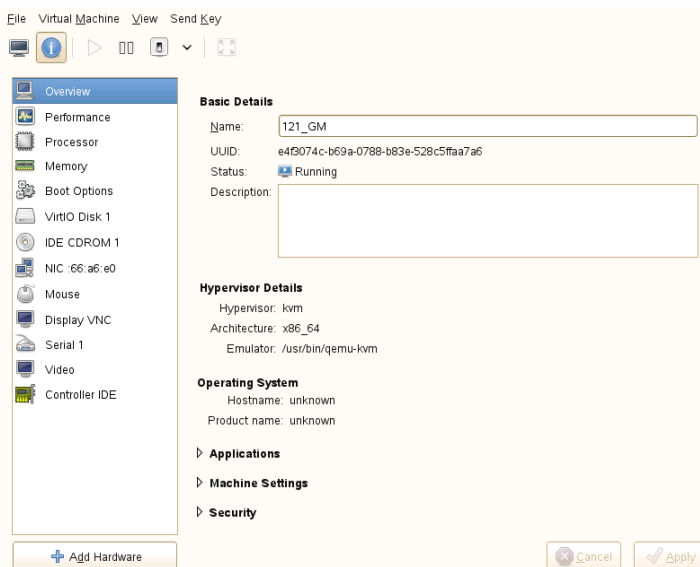 File Virtual Machine View Send Key
Overview
Performance
Processor
Memory
Boot Options
VirtIO Disk 1
IDE CDROM 1
NIC :66:a6:e0
Mouse
Display VNC
Serial 1
Video
Controller IDE
Add Hardware
Basic Details
Name: 121_GM
UUID: e4f3074c-b69a-0788-b83e-528c5ffaa7a6
Status: Running
Description:
Hypervisor Details
Hypervisor: kvm
Architecture: x86_64
Emulator: /usr/bin/qemu-kvm
Operating System
Hostname: unknown
Product name: unknown
Applications
Machine Settings
Security
Cancel Apply